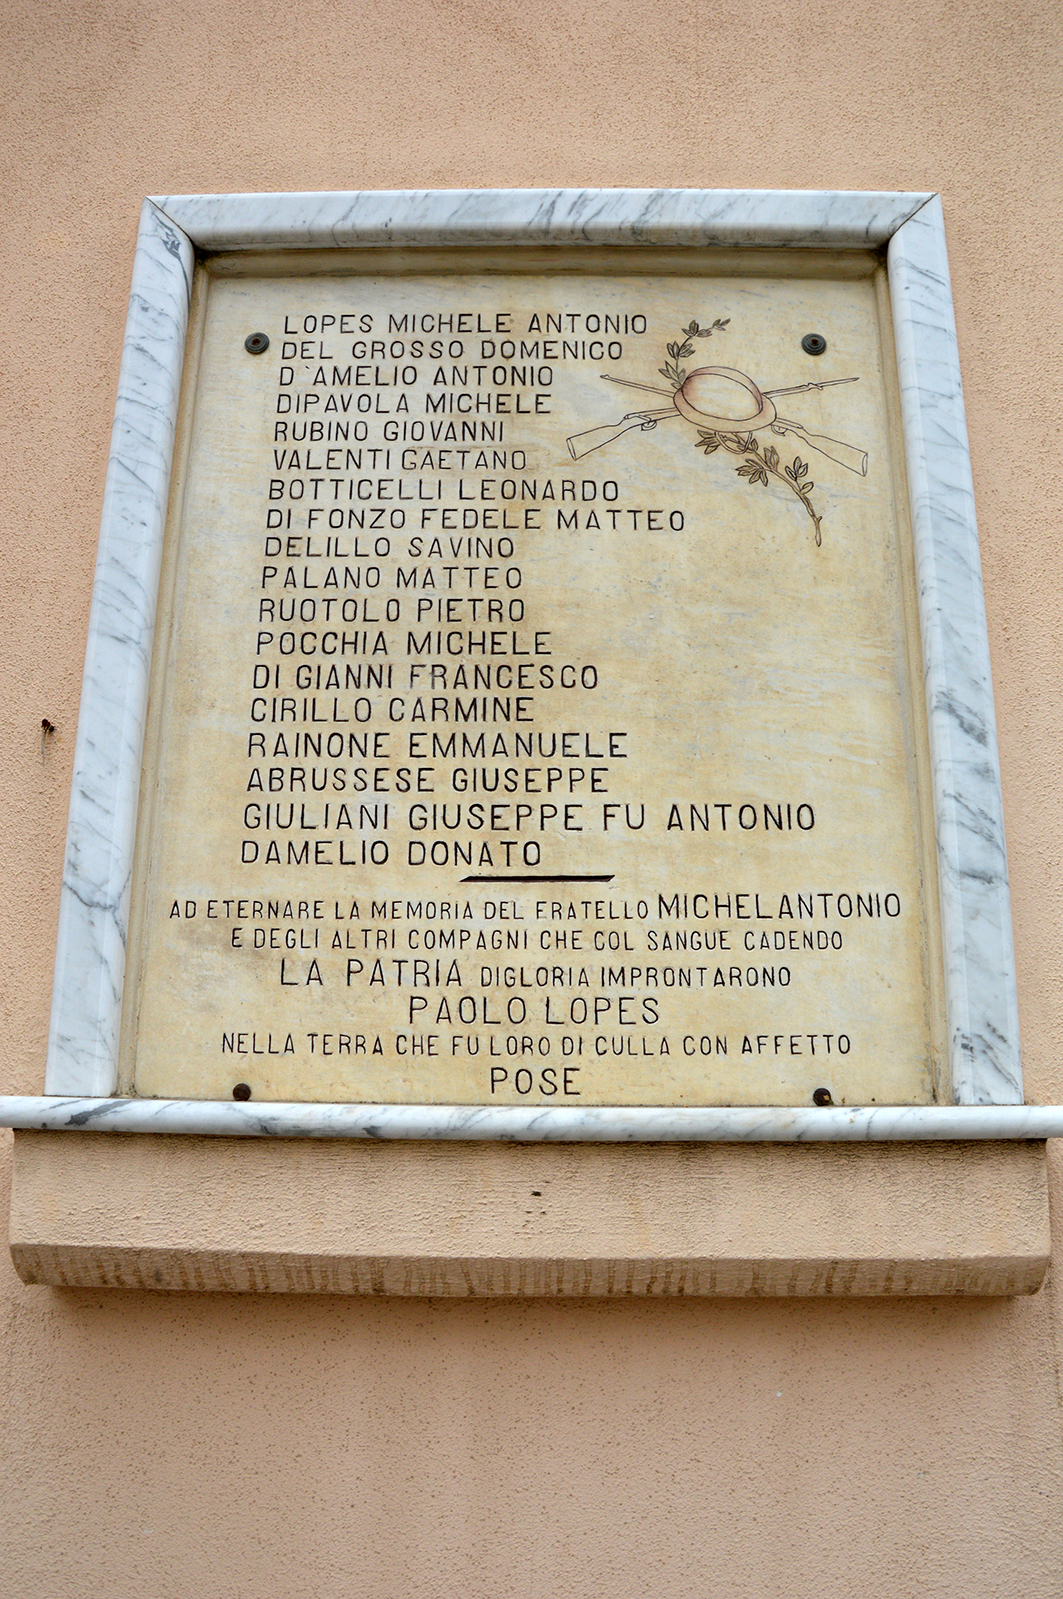 LOPES MICHELE ANTONIO
DEL GROSSO DOMENICO
D`AMELIO ANTONIO
DIPAVOLA MICHELE
RUBINO GIOVANNI
VALENTI GAETANO
BOTTICELLI LEONARDO
DI FONZO FEDELE MATTEO
DELILLO SAVINO
PALANO MATTEO
RUOTOLO PIETRO
POCCHIA MICHELE
DI GIANNI FRANCESCO
CIRILLO CARMINE
RAINONE EMMANUELE
ABRUSSESE GIUSEPPE
GIULIANI GIUSEPPE FU ANTONIO
DAMELIO DONATO
AD ETERNARE LA MEMORIA DEL FRATELLO MICHELANTONIO
E DEGLI ALTRI COMPAGNI CHE COL SANGUE CADENDO
LA PATRIA DIGLORIA IMPRONTARONO
PAOLO LOPES
NELLA TERRA CHE FU LORO DI CULLA CON AFFETTO
POSE